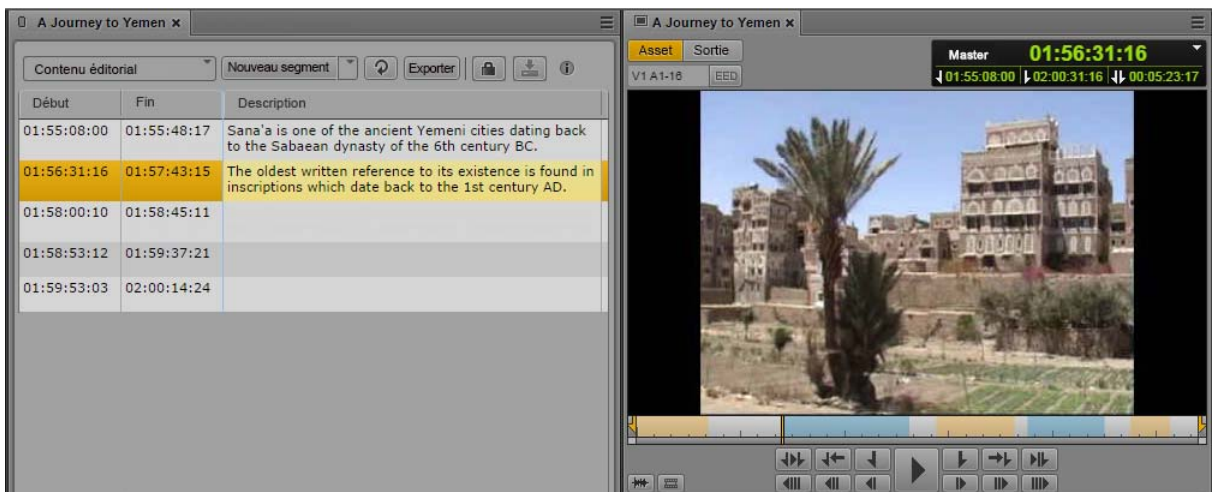 A Journey to Yemen x
Contenu éditorial
Nouveau segment
Exporter
Début Fin Description
01:55:08:00 01:55:48:17 Sana'a is one of the ancient Yemeni cities dating back
to the Sabaean dynasty of the 6th century BC.
01:56:31:16 01:57:43:15 The oldest written reference to its existence is found in
inscriptions which date back to the 1st century AD.
01:58:00:10 01:58:45:11
01:58:53:12 01:59:37:21
01:59:53:03 02:00:14:24
A Journey to Yemen x
Asset Sortie
V1 A1-16 EED
Master 01:56:31:16
01:55:08:00 02:00:31:16 00:05:23:17